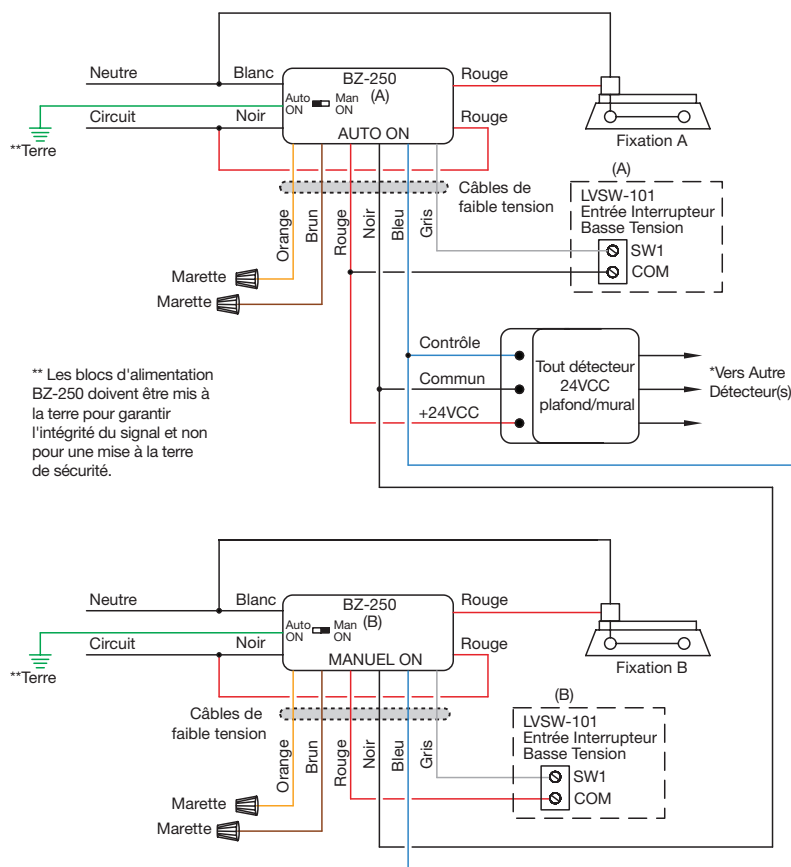 Neutre
Blanc
BZ-250
(A)
Rouge
Auto
ON
Man
ON
Circuit
Noir
Rouge
AUTO ON
**Terre
Fixation A
Câbles de
faible tension
Orange
Brun
Rouge
Noir
Bleu
Gris
(A)
LVSW-101
Entrée Interrupteur
Basse Tension
SW1
COM
Marette
Marette
Contrôle
Commun
+24VCC
Tout détecteur
24VCC
plafond/mural
*Vers Autre
Détecteur(s)
** Les blocs d'alimentation
BZ-250 doivent être mis à
la terre pour garantir
l'intégrité du signal et non
pour une mise à la terre
de sécurité.
Neutre
Blanc
BZ-250
(B)
Rouge
Auto
ON
Man
ON
Circuit
Noir
Rouge
MANUEL ON
**Terre
Fixation B
Câbles de
faible tension
Orange
Brun
Rouge
Noir
Bleu
Gris
(B)
LVSW-101
Entrée Interrupteur
Basse Tension
SW1
COM
Marette
Marette